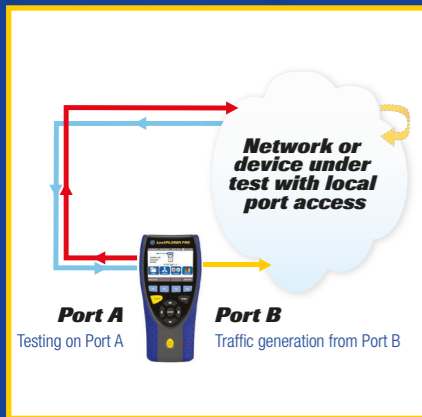 Network or
device under
test with local
port access
Port A
Testing on Port A
Port B
Traffic generation from Port B